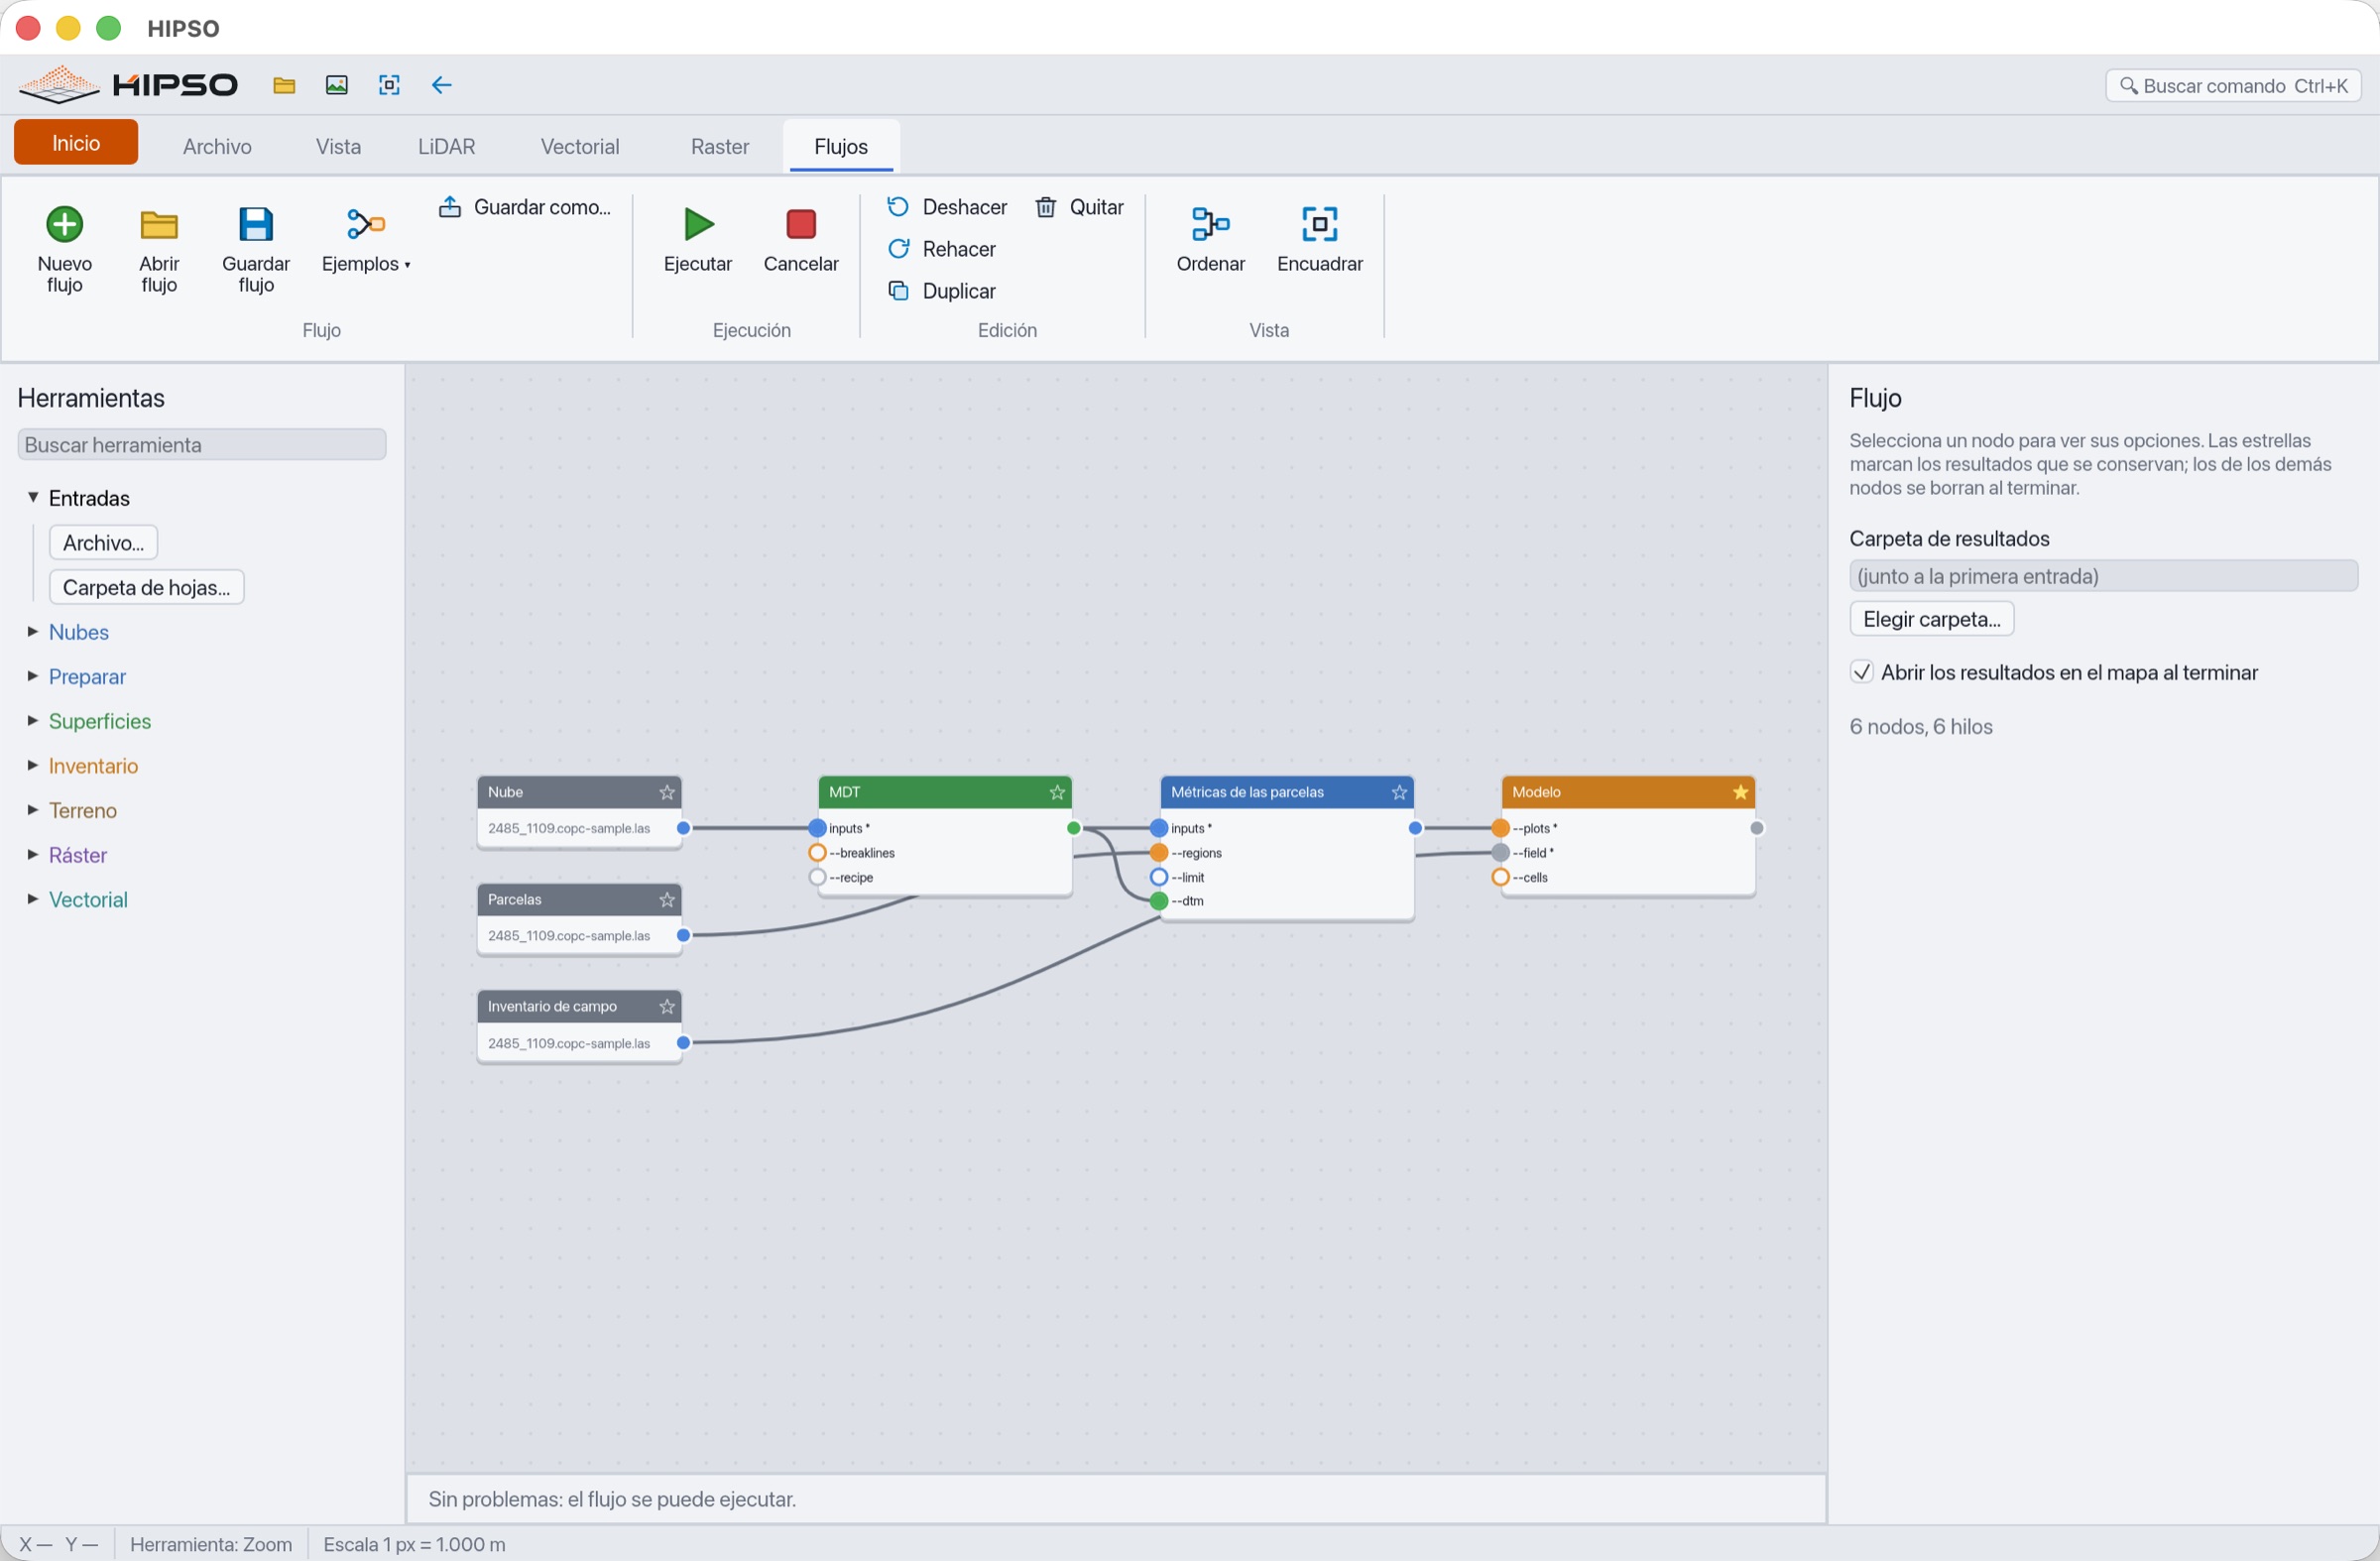 HIPSO
HIPSO
Buscar comando Ctrl+K
Inicio
Archivo
Vista
LiDAR
Vectorial
Raster
Flujos
Nuevo flujo
Abrir flujo
Guardar flujo
Ejemplos ▾
Guardar como...
Flujo
Ejecutar
Cancelar
Ejecución
Deshacer
Quitar
Rehacer
Duplicar
Edición
Ordenar
Encuadrar
Vista
Herramientas
Buscar herramienta
▼ Entradas
Archivo...
Carpeta de hojas...
▶ Nubes
▶ Preparar
▶ Superficies
▶ Inventario
▶ Terreno
▶ Ráster
▶ Vectorial
Nube
2485_1109.copc-sample.las
Parcelas
2485_1109.copc-sample.las
Inventario de campo
2485_1109.copc-sample.las
MDT
inputs *
--breaklines
--recipe
Métricas de las parcelas
inputs *
--regions
--limit
--dtm
Modelo
--plots *
--field *
--cells
Sin problemas: el flujo se puede ejecutar.
Flujo
Selecciona un nodo para ver sus opciones. Las estrellas
marcan los resultados que se conservan; los de los demás
nodos se borran al terminar.
Carpeta de resultados
(junto a la primera entrada)
Elegir carpeta...
Abrir los resultados en el mapa al terminar
6 nodos, 6 hilos
X — Y —
Herramienta: Zoom
Escala 1 px = 1.000 m